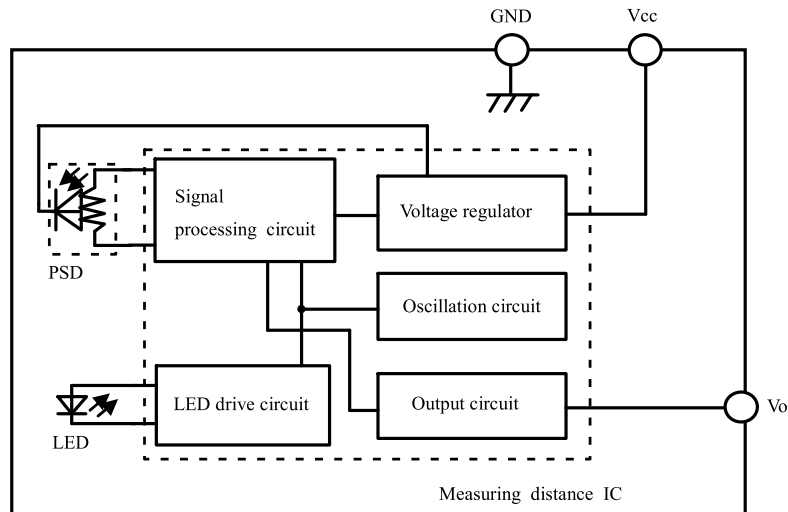 GND
Vcc
Signal
processing circuit
Voltage regulator
PSD
Oscillation circuit
LED drive circuit
Output circuit
Vo
LED
Measuring distance IC